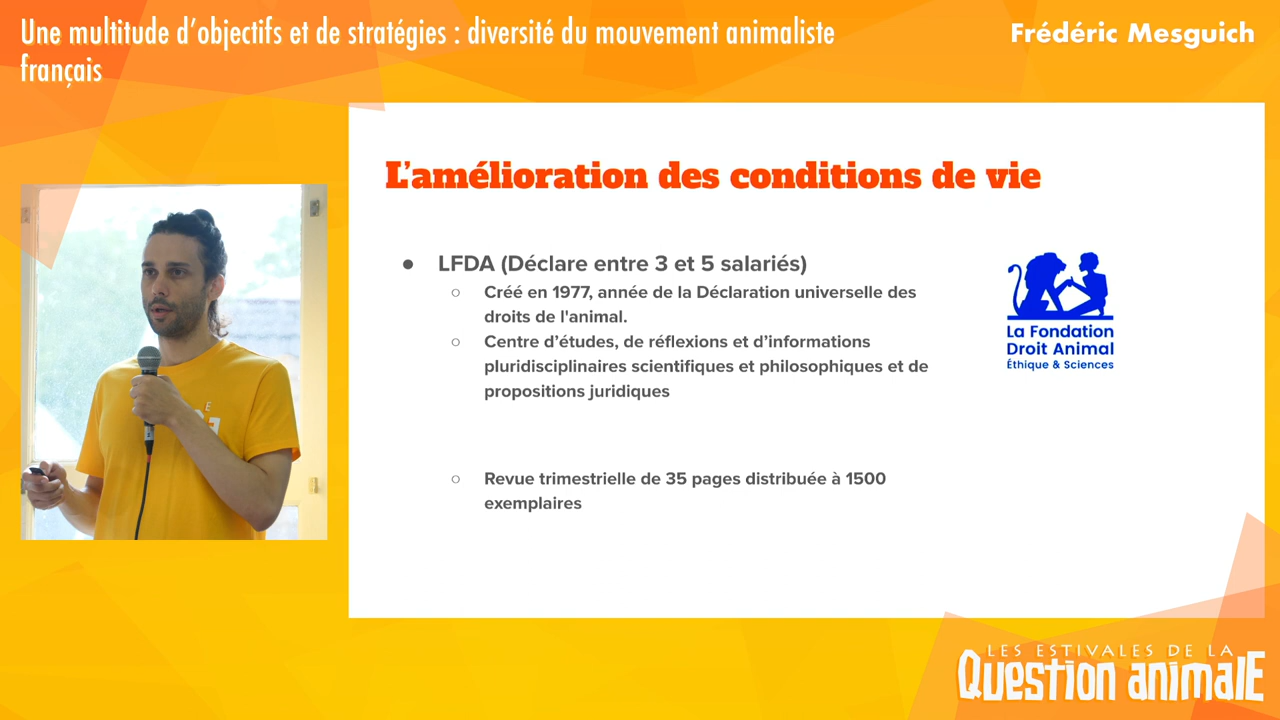 Une multitude d'objectifs et de stratégies : diversité du mouvement animaliste
français
Frédéric Mesguich
L'amélioration des conditions de vie
● LFDA (Déclare entre 3 et 5 salariés)
○ Créé en 1977, année de la Déclaration universelle des
droits de l'animal.
○ Centre d'études, de réflexions et d'informations
pluridisciplinaires scientifiques et philosophiques et de
propositions juridiques
○ Revue trimestrielle de 35 pages distribuée à 1500
exemplaires
La Fondation
Droit Animal
Éthique & Sciences
LES ESTIVALES DE LA
QUESTION ANIMALE